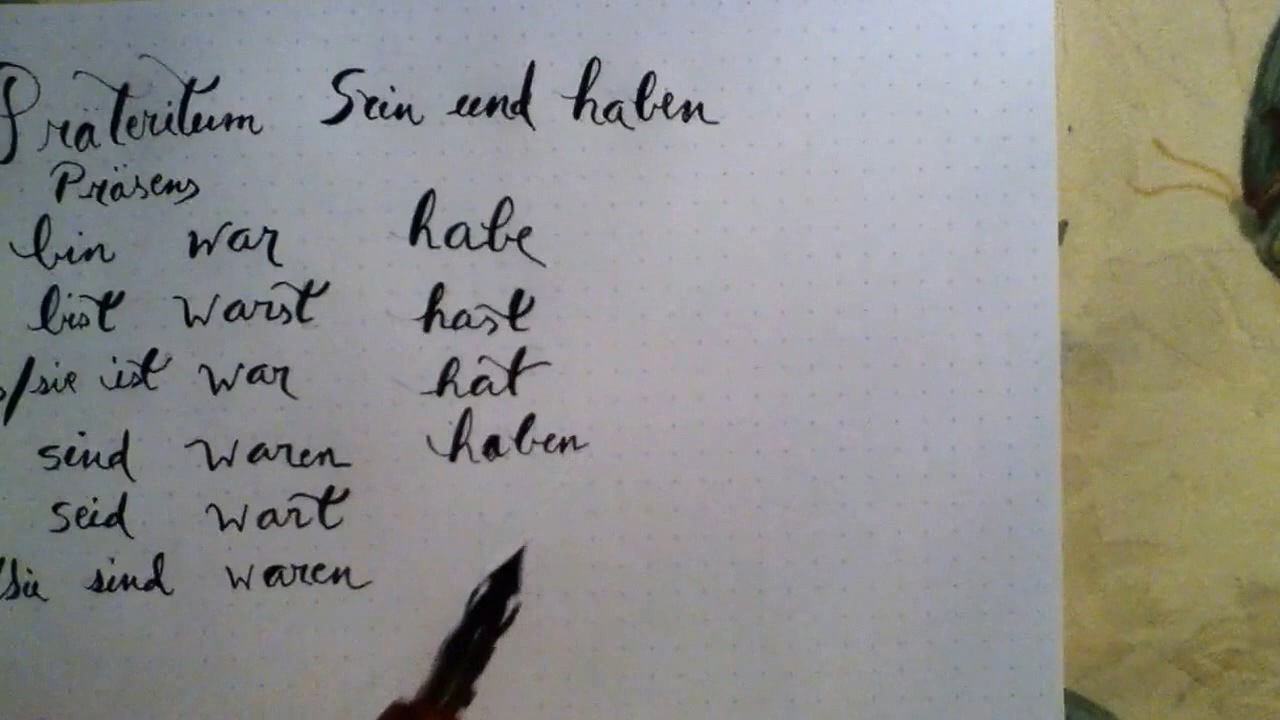 Präteritum Sein und haben
Präsens
bin war habe
bist warst hast
/sie ist war hat
sind waren haben
seid wart
/Sie sind waren